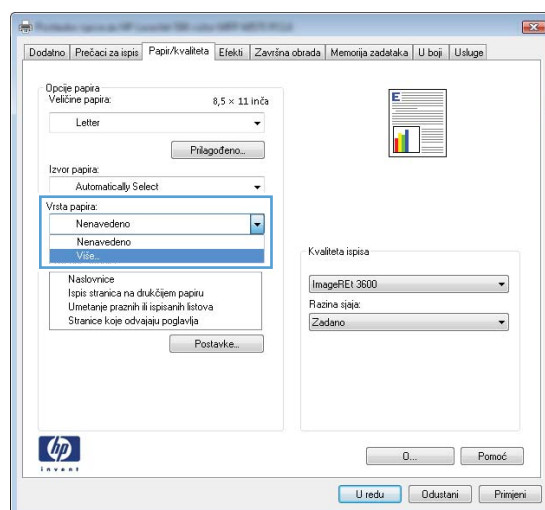 Dodatno Prečaci za ispis Papir/kvaliteta Efekti Završna obrada Memorija zadataka U boji Usluge
Opcije papira
Veličine papira: 8,5 × 11 inča
Letter
Prilagođeno...
Izvor papira:
Automatically Select
Vrsta papira:
Nenavedeno
Nenavedeno
Više...
Naslovnice
Ispis stranica na drukčijem papiru
Umetanje praznih ili ispisanih listova
Stranice koje odvajaju poglavlja
Postavke...
E
Kvaliteta ispisa
ImageREt 3600
Razina sjaja:
Zadano
hp
invent
O... Pomoć
U redu Odustani Primijeni